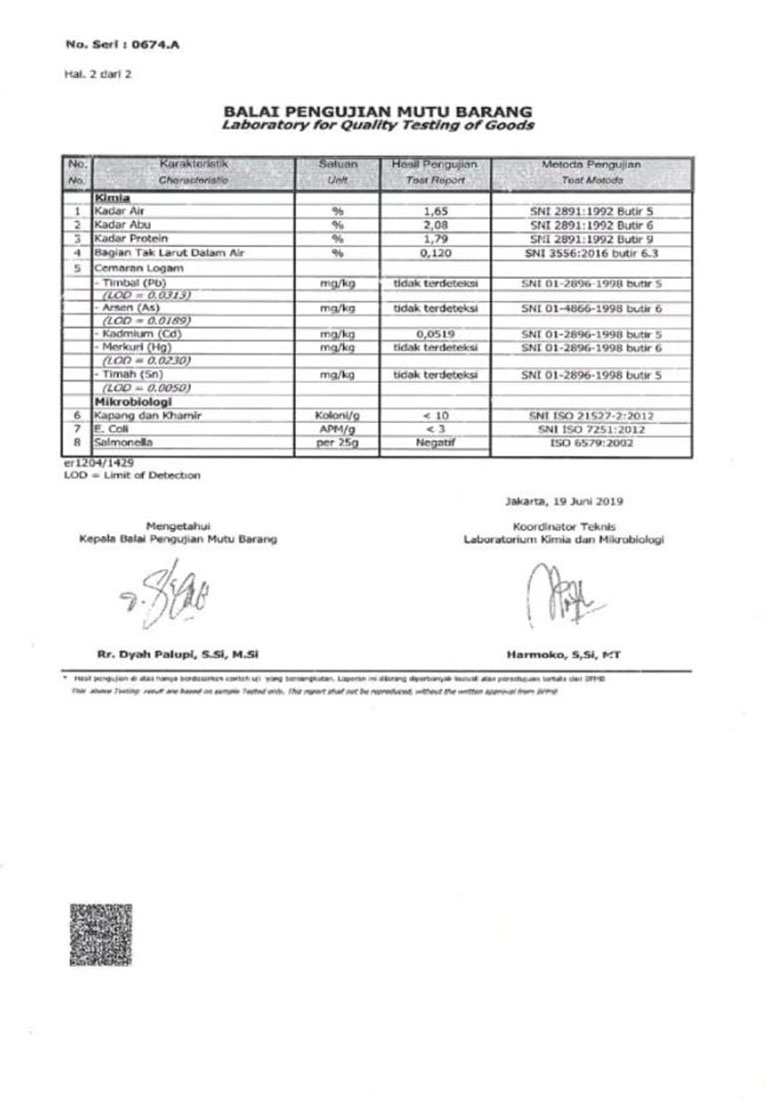 No. Seri : 0674.A
Hal. 2 dari 2
BALAI PENGUJIAN MUTU BARANG
Laboratory for Quality Testing of Goods
No. Karakteristik Satuan Hasil Pengujian Metoda Pengujian
No. Characteristic Unit Test Report Test Metode
Kimia
1 Kadar Air % 1,65 SNI 2891:1992 Butir 5
2 Kadar Abu % 2,08 SNI 2891:1992 Butir 6
3 Kadar Protein % 1,79 SNI 2891:1992 Butir 9
4 Bagian Tak Larut Dalam Air % 0,120 SNI 3556:2016 butir 6.3
5 Cemaran Logam
- Timbal (Pb) mg/kg tidak terdeteksi SNI 01-2896-1998 butir 5
(LOD = 0.0313)
- Arsen (As) mg/kg tidak terdeteksi SNI 01-4866-1998 butir 6
(LOD = 0.0189)
- Kadmium (Cd) mg/kg 0,0519 SNI 01-2896-1998 butir 5
- Merkuri (Hg) mg/kg tidak terdeteksi SNI 01-2896-1998 butir 6
(LOD = 0.0230)
- Timah (Sn) mg/kg tidak terdeteksi SNI 01-2896-1998 butir 5
(LOD = 0.0050)
Mikrobiologi
6 Kapang dan Khamir Koloni/g < 10 SNI ISO 21527-2:2012
7 E. Coli APM/g < 3 SNI ISO 7251:2012
8 Salmonella per 25g Negatif ISO 6579:2002
er1204/1429
LOD = Limit of Detection
Jakarta, 19 Juni 2019
Mengetahui
Kepala Balai Pengujian Mutu Barang
Koordinator Teknis
Laboratorium Kimia dan Mikrobiologi
Rr. Dyah Palupi, S.Si, M.Si
Harmoko, S,Si, MT
* Hasil pengujian di atas hanya berdasarkan contoh uji yang bersangkutan. Laporan ini dilarang diperbanyak kecuali atas persetujuan tertulis dari BPMB
This above Testing result are based on sample Tested only. This report shall not be reproduced, without the written approval from BPMB